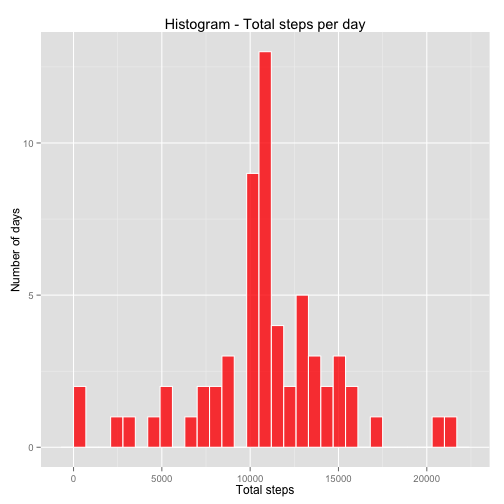 Histogram - Total steps per day
Number of days
10
5
0
0 5000 10000 15000 20000
Total steps